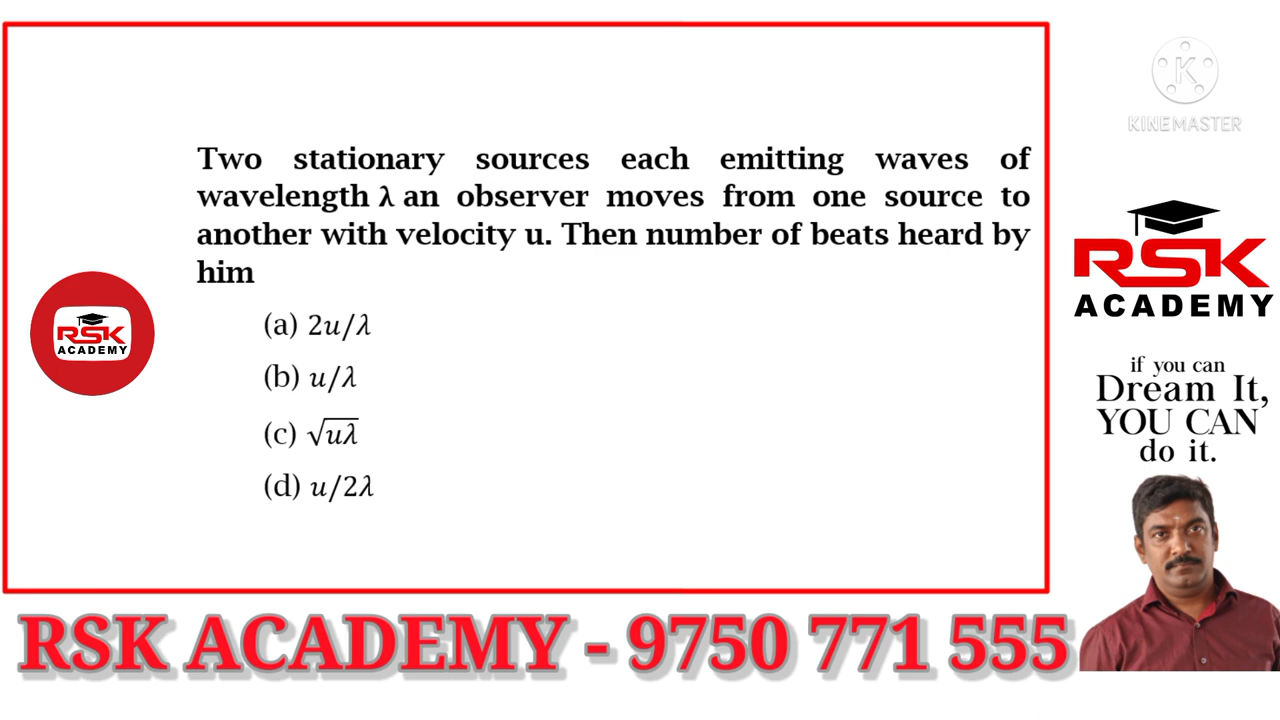 K
KINEMASTER
Two stationary sources each emitting waves of
wavelength λ an observer moves from one source to
another with velocity u. Then number of beats heard by
him
(a) 2u/λ
(b) u/λ
(c) √uλ
(d) u/2λ
RSK
ACADEMY
RSK
ACADEMY
if you can
Dream It,
YOU CAN
do it.
RSK ACADEMY - 9750 771 555